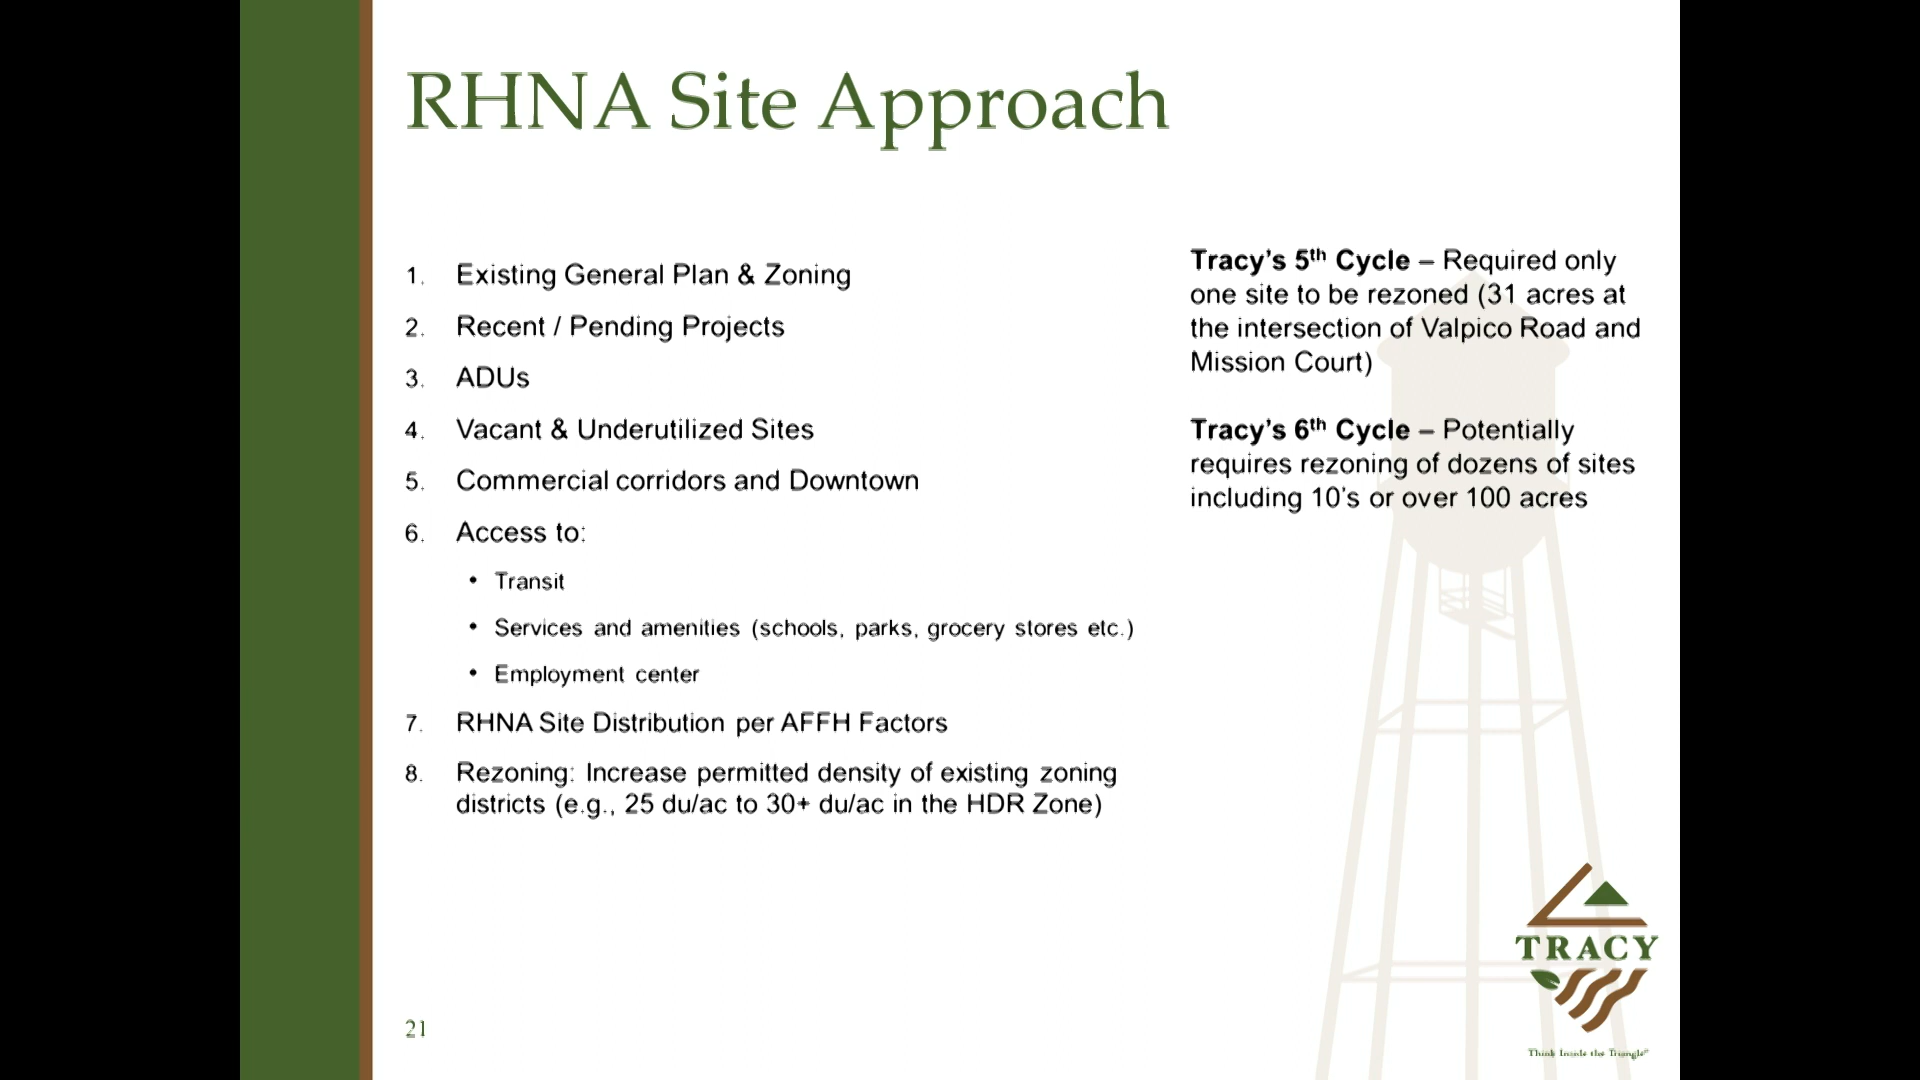 RHNA Site Approach
1. Existing General Plan & Zoning
2. Recent / Pending Projects
3. ADUs
4. Vacant & Underutilized Sites
5. Commercial corridors and Downtown
6. Access to:
• Transit
• Services and amenities (schools, parks, grocery stores etc.)
• Employment center
7. RHNA Site Distribution per AFFH Factors
8. Rezoning: Increase permitted density of existing zoning
districts (e.g., 25 du/ac to 30+ du/ac in the HDR Zone)
Tracy’s 5th Cycle – Required only
one site to be rezoned (31 acres at
the intersection of Valpico Road and
Mission Court)
Tracy’s 6th Cycle – Potentially
requires rezoning of dozens of sites
including 10’s or over 100 acres
TRACY
Think Inside the Triangle
21